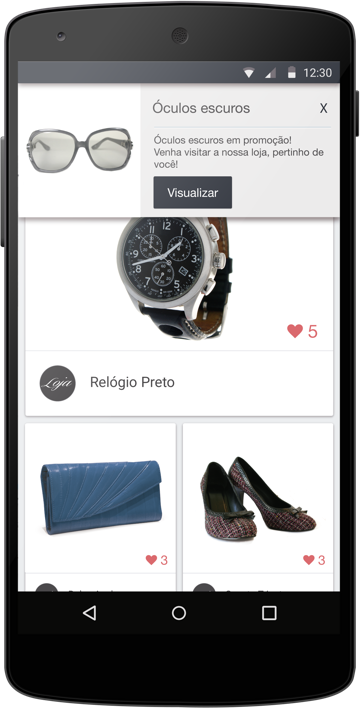 12:30
Óculos escuros X
Óculos escuros em promoção!
Venha visitar a nossa loja, pertinho de
você!
Visualizar
5
Loja
Relógio Preto
3
3